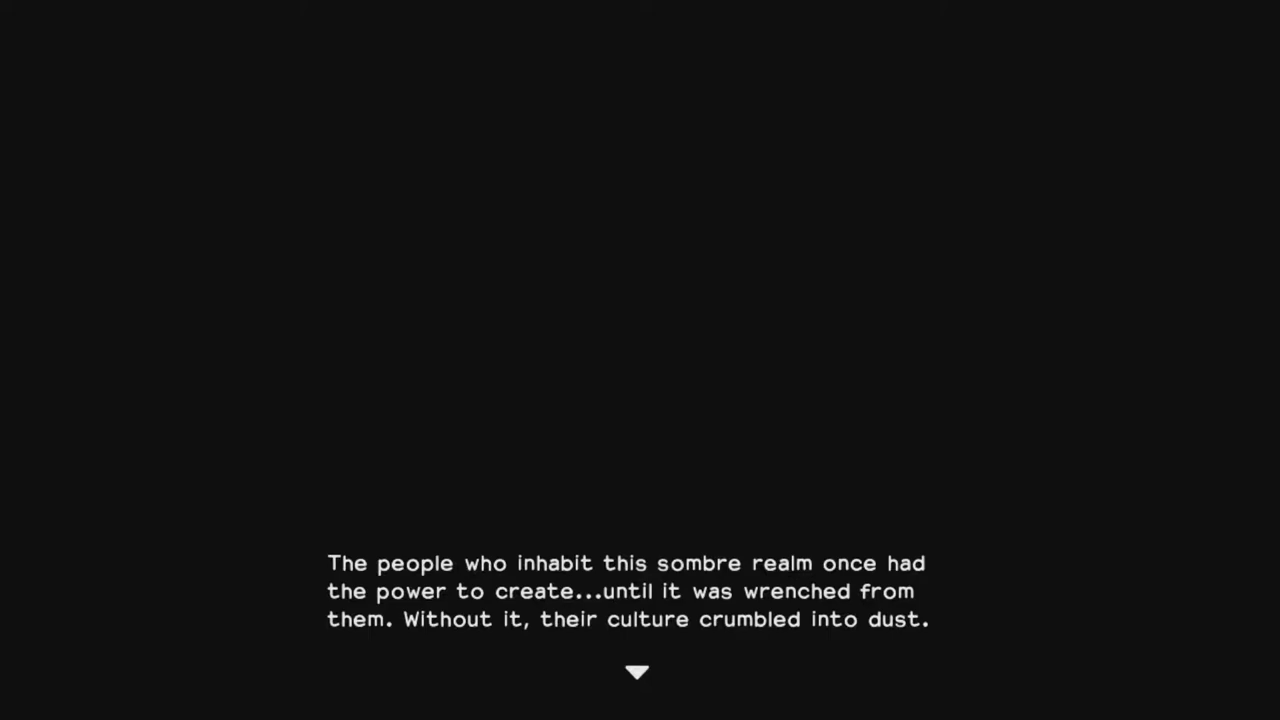 The people who inhabit this sombre realm once had
the power to create...until it was wrenched from
them. Without it, their culture crumbled into dust.